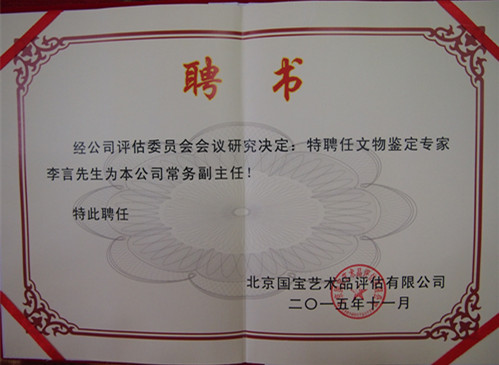 聘书
经公司评估委员会会议研究决定：特聘任文物鉴定专家
李言先生为本公司常务副主任！
特此聘任
北京国宝艺术品评估有限公司
二〇一五年十一月